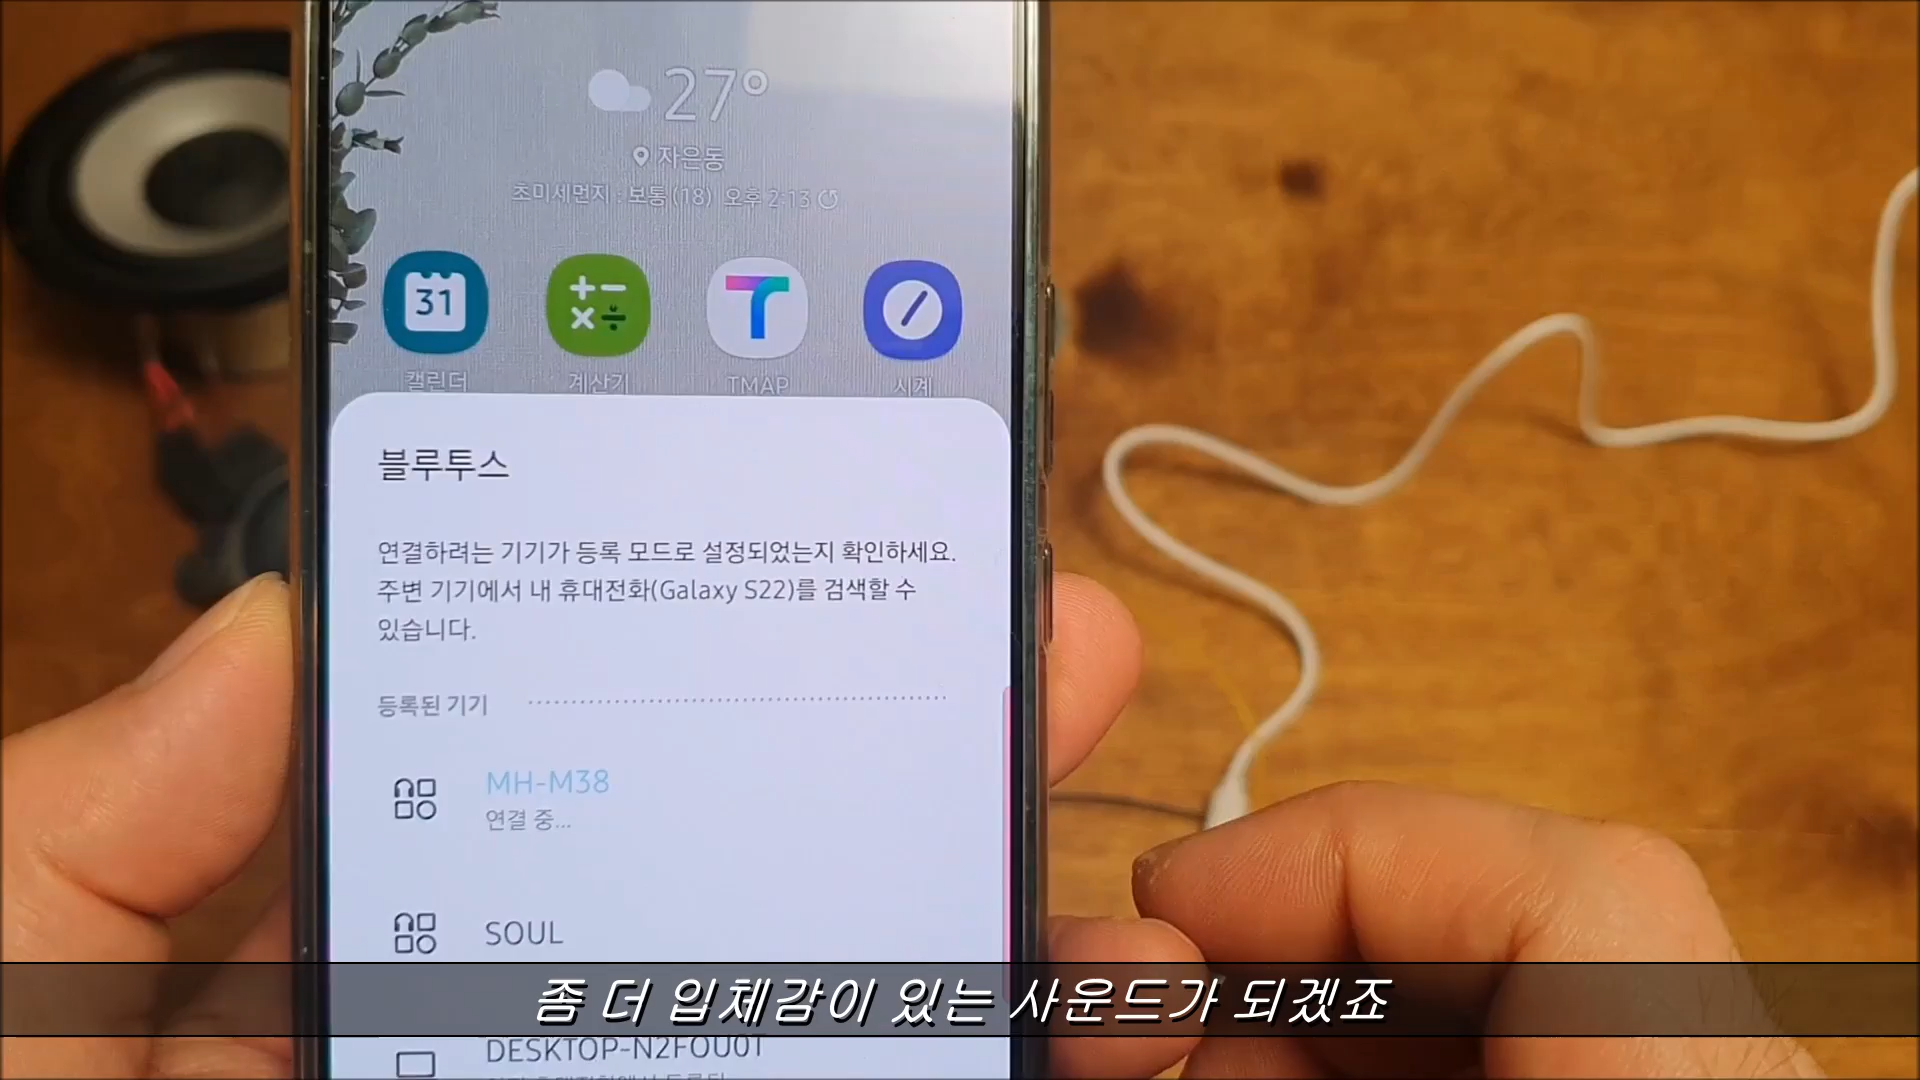 27°
자은동
초미세먼지 : 보통 (18) 오후 2:13
31
캘린더
계산기
TMAP
시계
블루투스
연결하려는 기기가 등록 모드로 설정되었는지 확인하세요.
주변 기기에서 내 휴대전화(Galaxy S22)를 검색할 수
있습니다.
등록된 기기
MH-M38
연결 중...
SOUL
좀 더 입체감이 있는 사운드가 되겠죠
DESKTOP-N2FOU0T